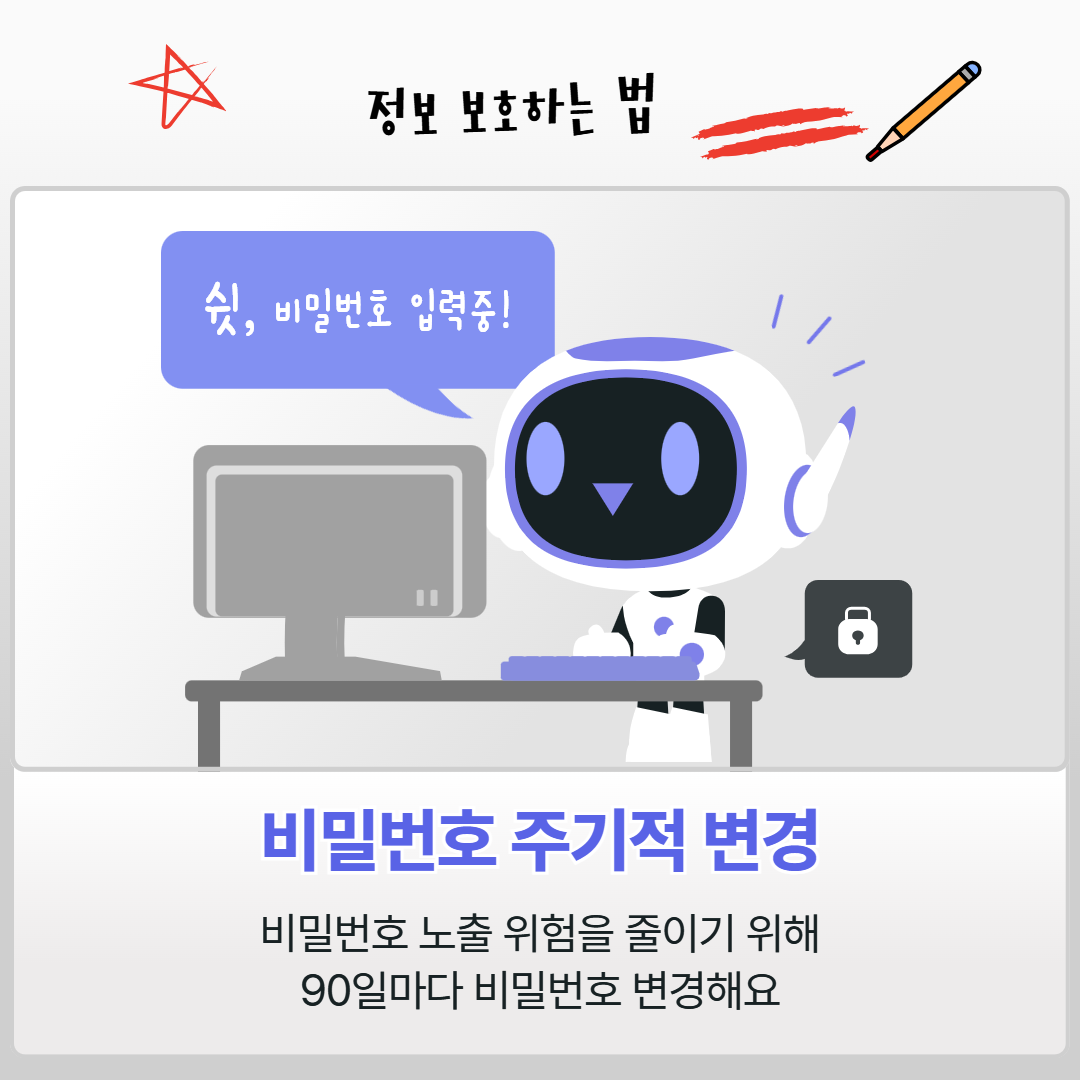 정보 보호하는 법
쉿, 비밀번호 입력중!
비밀번호 주기적 변경
비밀번호 노출 위험을 줄이기 위해
90일마다 비밀번호 변경해요